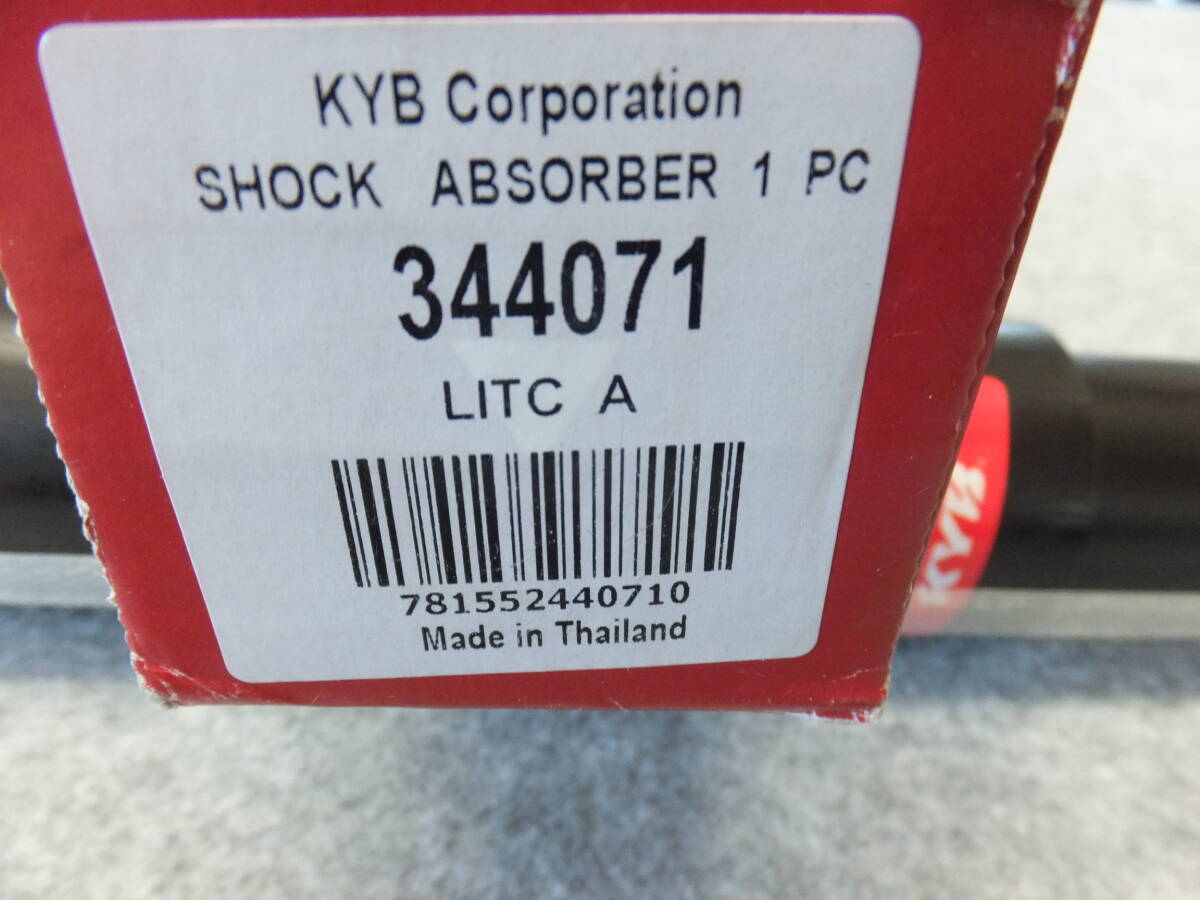 KYB Corporation
SHOCK ABSORBER 1 PC
344071
LITC A
781552440710
Made in Thailand
KYB